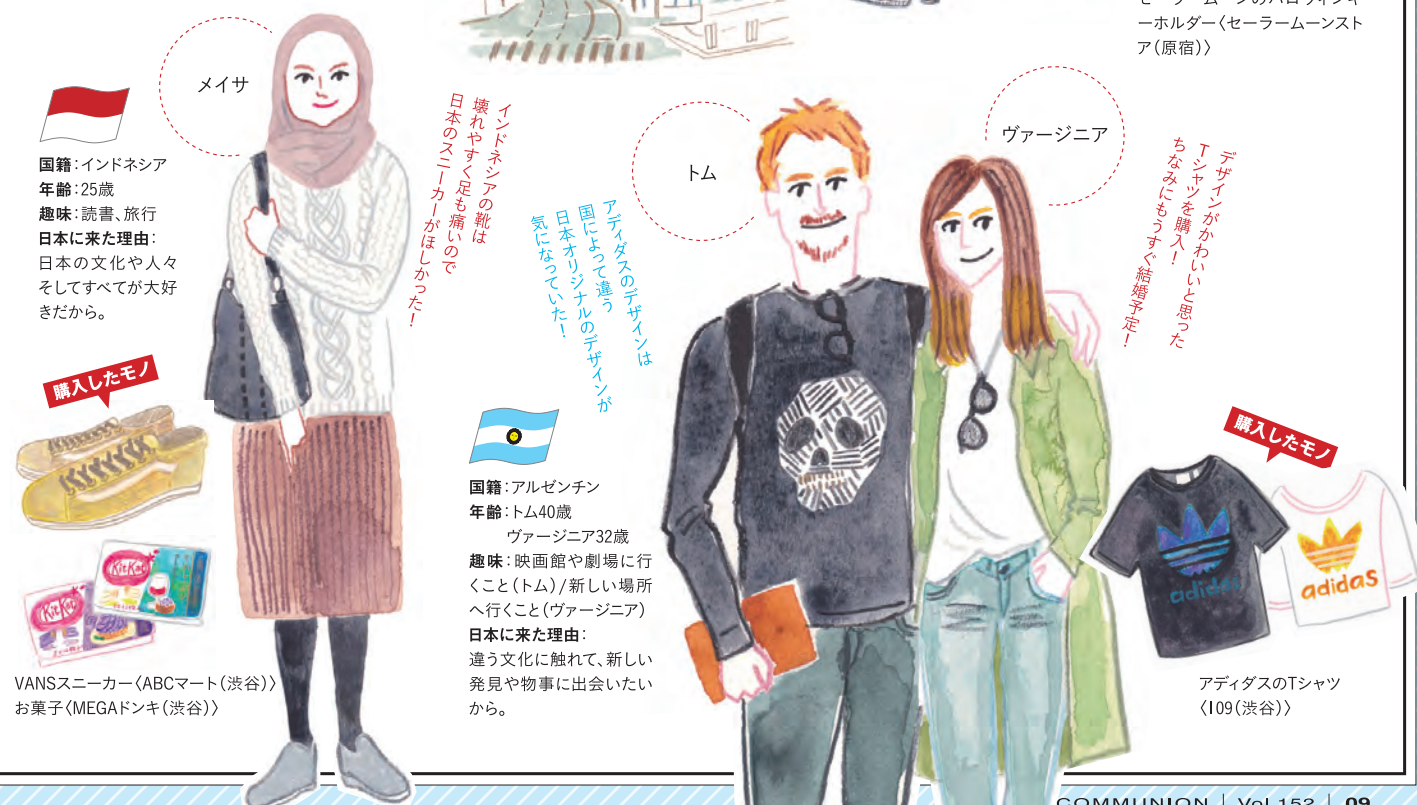 ーホルダー〈セーラームーンスト
ア（原宿）〉
メイサ
国籍：インドネシア
年齢：25歳
趣味：読書、旅行
日本に来た理由：
日本の文化や人々
そしてすべてが大好
きだから。
インドネシアの靴は
壊れやすく足も痛いので
日本のスニーカーがほしかった！
購入したモノ
KitKat
KitKat
VANSスニーカー〈ABCマート（渋谷）〉
お菓子〈MEGAドンキ（渋谷）〉
トム
ヴァージニア
アディダスのデザインは
国によって違う
日本オリジナルのデザインが
気になっていた！
デザインがかわいいと思った
Tシャツを購入！
ちなみにもうすぐ結婚予定！
国籍：アルゼンチン
年齢：トム40歳
ヴァージニア32歳
趣味：映画館や劇場に行
くこと（トム）/新しい場所
へ行くこと（ヴァージニア）
日本に来た理由：
違う文化に触れて、新しい
発見や物事に出会いたい
から。
購入したモノ
adidas
adidas
アディダスのTシャツ
〈109（渋谷）〉
COMMUNION | Vol.152 | 09